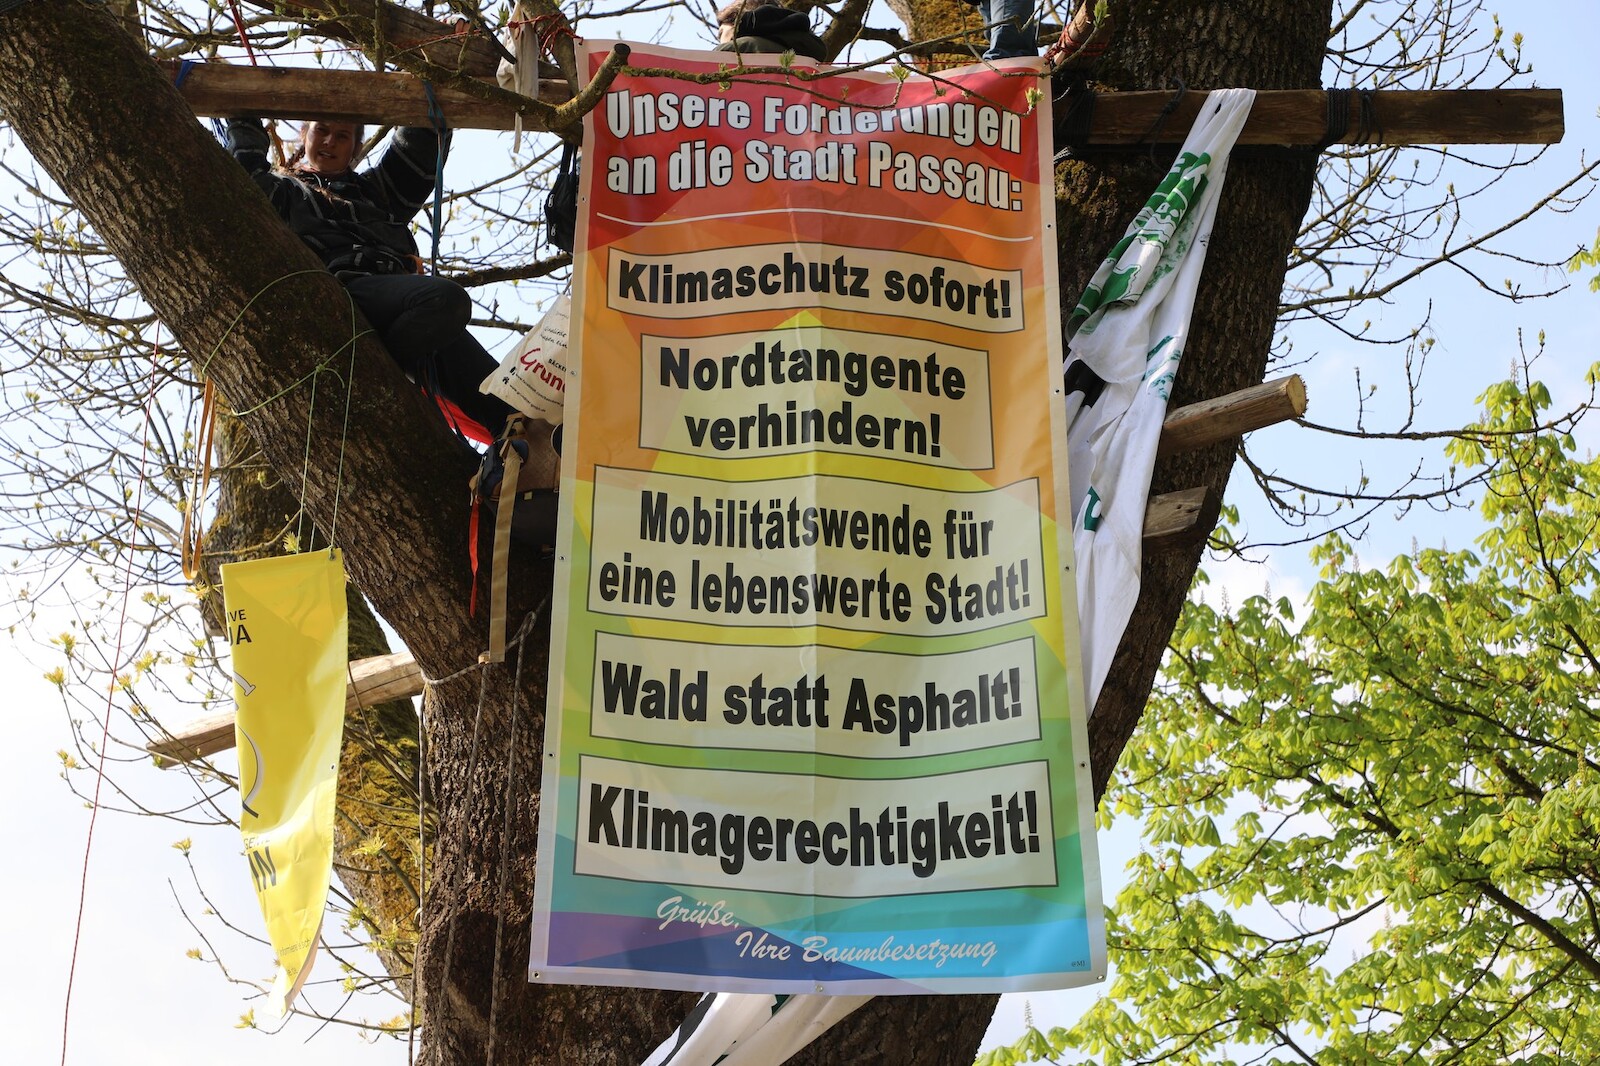 Unsere Forderungen
an die Stadt Passau:
Klimaschutz sofort!
Nordtangente
verhindern!
Mobilitätswende für
eine lebenswerte Stadt!
Wald statt Asphalt!
Klimagerechtigkeit!
Grüße,
Ihre Baumbesetzung